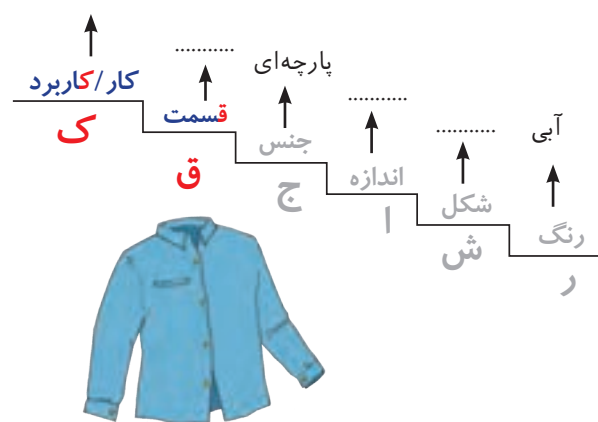 آبی
رنگ
ر
...........
شکل
ش
...........
اندازه
ا
پارچه‌ای
جنس
ج
...........
قسمت
ق
کار/کاربرد
ک